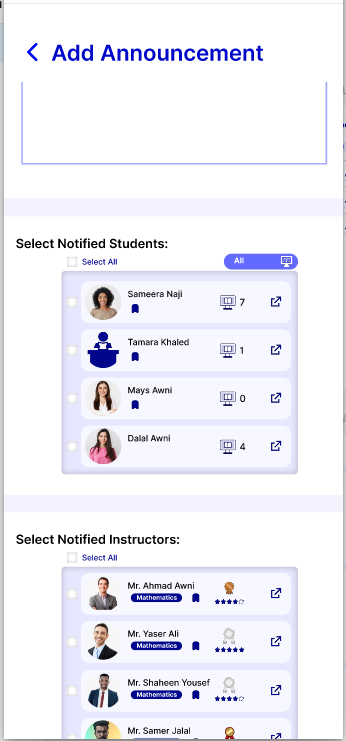 Add Announcement
Select Notified Students:
Select All
All
Sameera Naji
7
Tamara Khaled
1
Mays Awni
0
Dalal Awni
4
Select Notified Instructors:
Select All
Mr. Ahmad Awni
Mathematics
Mr. Yaser Ali
Mathematics
Mr. Shaheen Yousef
Mathematics
Mr. Samer Jalal